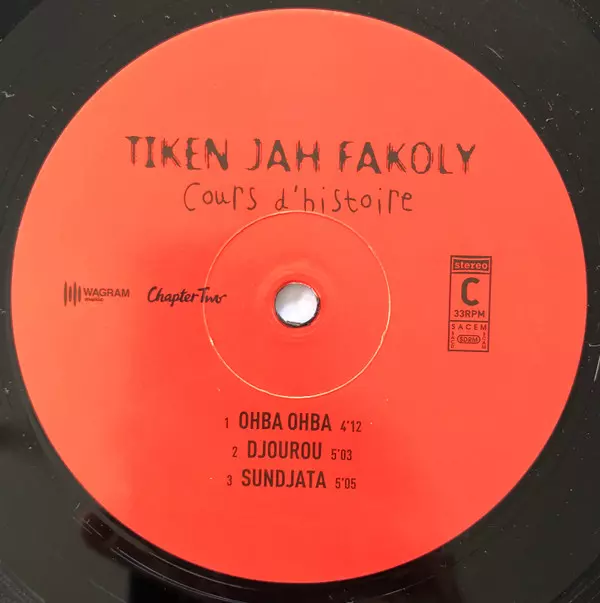 TIKEN JAH FAKOLY
Cours d'histoire
WAGRAM
Chapter Two
stereo
C
33RPM
SACEM
SDRM
1 OHBA OHBA 4'12
2 DJOUROU 5'03
3 SUNDJATA 5'05